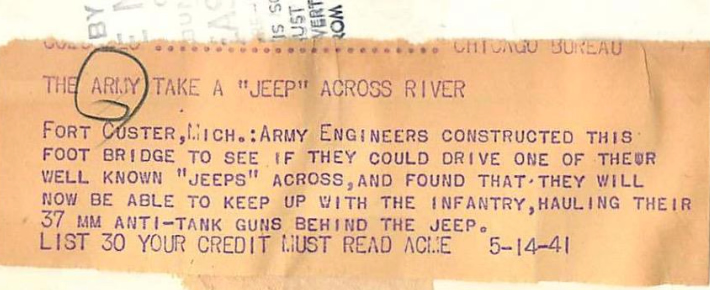 BY
CHICAGO BUREAU
THE ARMY TAKE A "JEEP" ACROSS RIVER
FORT CUSTER,MICH.:ARMY ENGINEERS CONSTRUCTED THIS
FOOT BRIDGE TO SEE IF THEY COULD DRIVE ONE OF THEUR
WELL KNOWN "JEEPS" ACROSS,AND FOUND THAT THEY WILL
NOW BE ABLE TO KEEP UP WITH THE INFANTRY,HAULING THEIR
37 MM ANTI-TANK GUNS BEHIND THE JEEP.
LIST 30 YOUR CREDIT MUST READ ACME 5-14-41